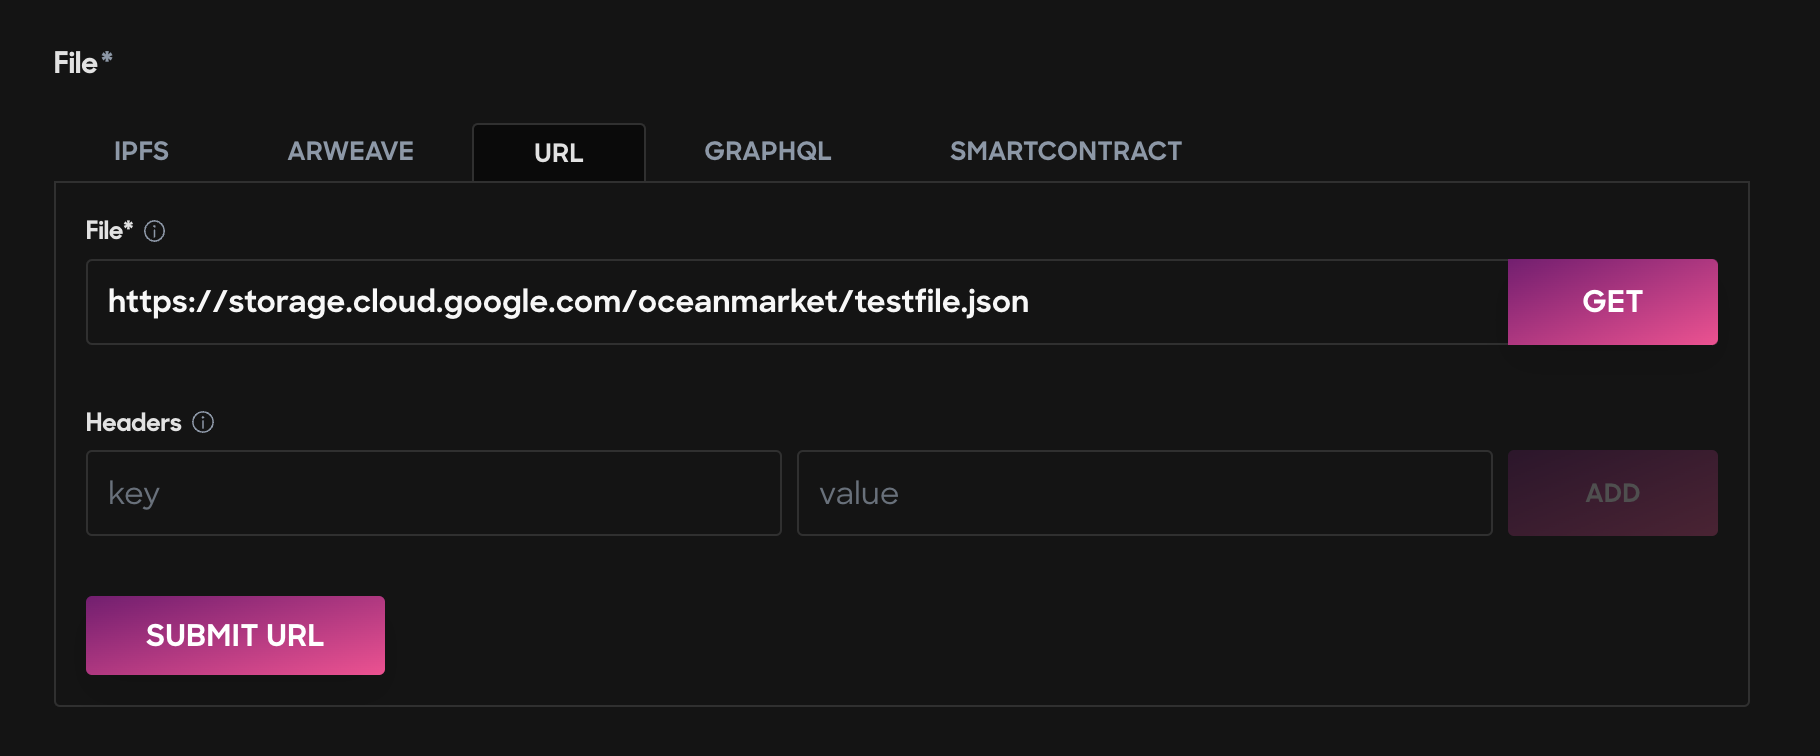 File*
IPFS ARWEAVE URL GRAPHQL SMARTCONTRACT
File*
https://storage.cloud.google.com/oceanmarket/testfile.json GET
Headers
key value ADD
SUBMIT URL